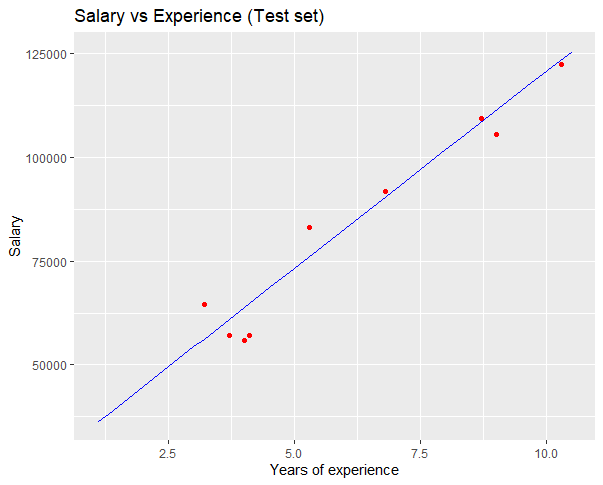 Salary vs Experience (Test set)
125000
100000
75000
50000
Salary
2.5
5.0
7.5
10.0
Years of experience